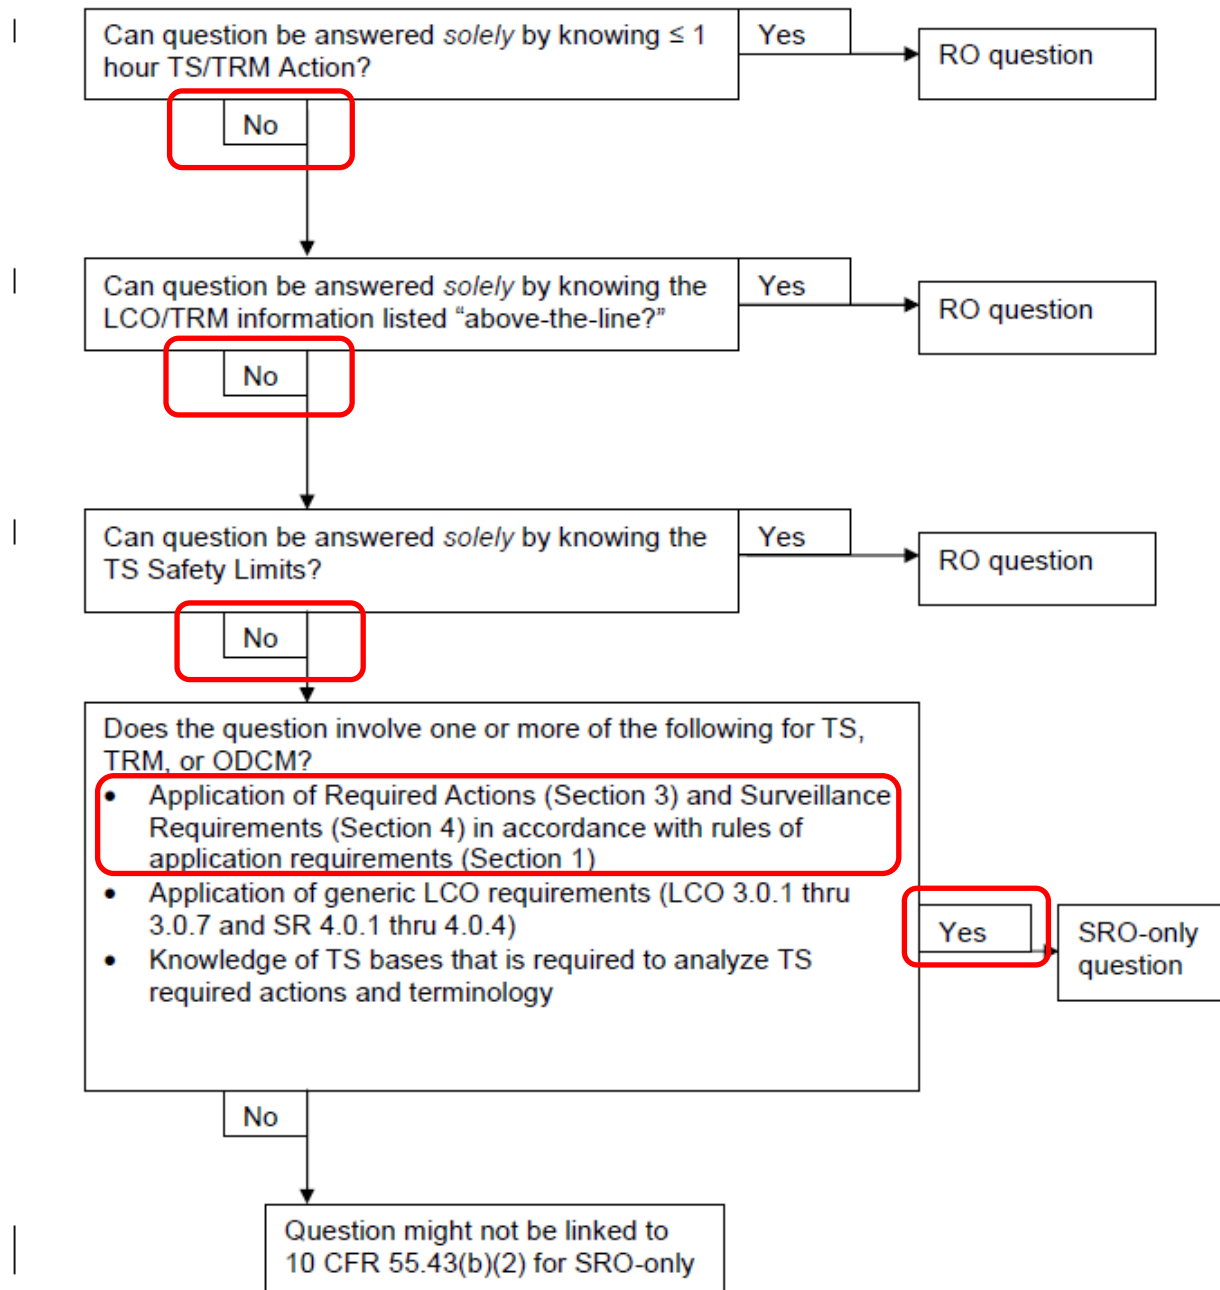 Can question be answered solely by knowing ≤ 1
hour TS/TRM Action?
Yes
RO question
No
Can question be answered solely by knowing the
LCO/TRM information listed “above-the-line?”
Yes
RO question
No
Can question be answered solely by knowing the
TS Safety Limits?
Yes
RO question
No
Does the question involve one or more of the following for TS,
TRM, or ODCM?
• Application of Required Actions (Section 3) and Surveillance
Requirements (Section 4) in accordance with rules of
application requirements (Section 1)
• Application of generic LCO requirements (LCO 3.0.1 thru
3.0.7 and SR 4.0.1 thru 4.0.4)
• Knowledge of TS bases that is required to analyze TS
required actions and terminology
Yes
SRO-only
question
No
Question might not be linked to
10 CFR 55.43(b)(2) for SRO-only